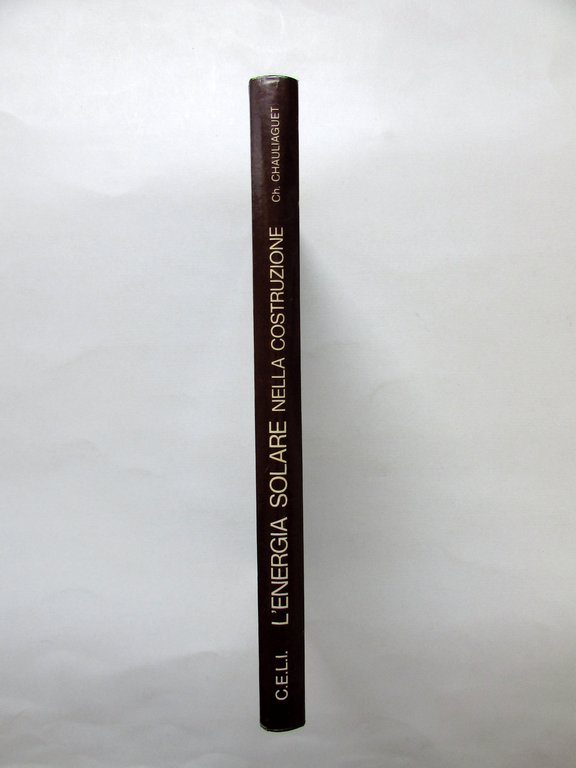 C.E.L.I. L'ENERGIA SOLARE NELLA COSTRUZIONE Ch. CHAULIAGUET